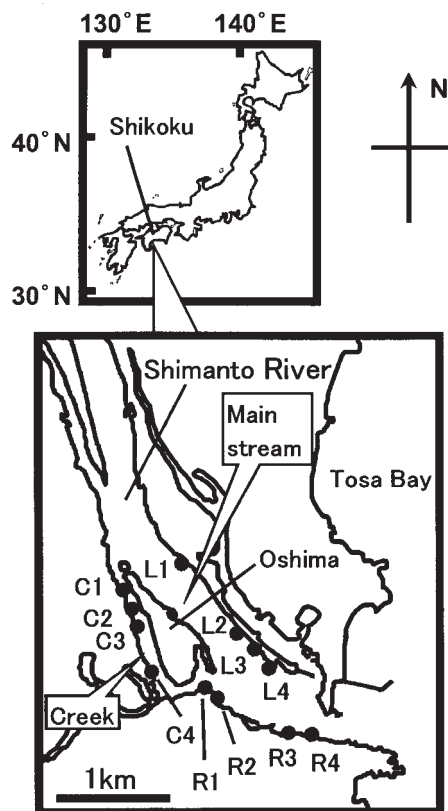 130°E
140°E
N
Shikoku
40°N
30°N
Shimanto River
Main
stream
Tosa Bay
Oshima
L1
C1
C2
C3
L2
L3
L4
Creek
C4
R1
R2
R3
R4
1km